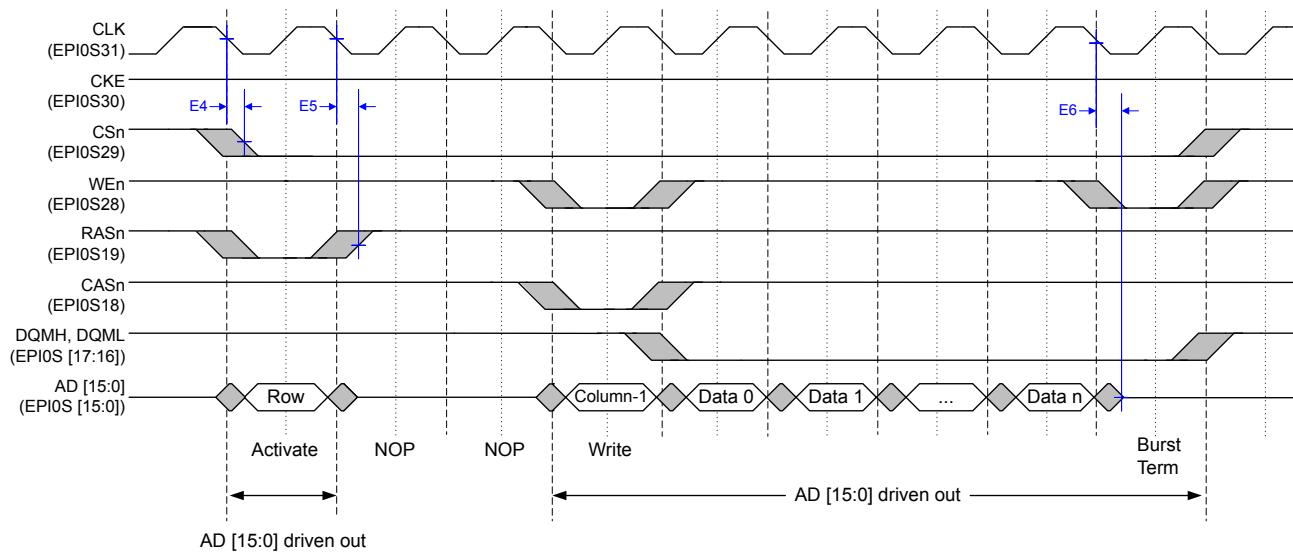 CLK
(EPI0S31)
CKE
(EPI0S30)
E4
E5
E6
CSn
(EPI0S29)
WEn
(EPI0S28)
RASn
(EPI0S19)
CASn
(EPI0S18)
DQMH, DQML
(EPI0S [17:16])
AD [15:0]
(EPI0S [15:0])
Row
Column-1
Data 0
Data 1
...
Data n
Activate
NOP
NOP
Write
Burst
Term
AD [15:0] driven out
AD [15:0] driven out